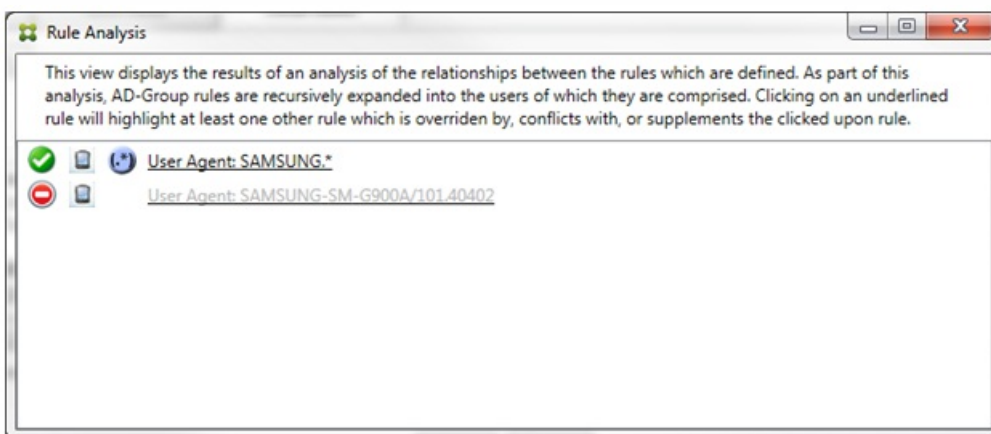 Rule Analysis
This view displays the results of an analysis of the relationships between the rules which are defined. As part of this
analysis, AD-Group rules are recursively expanded into the users of which they are comprised. Clicking on an underlined
rule will highlight at least one other rule which is overriden by, conflicts with, or supplements the clicked upon rule.
(.*) User Agent: SAMSUNG.*
User Agent: SAMSUNG-SM-G900A/101.40402